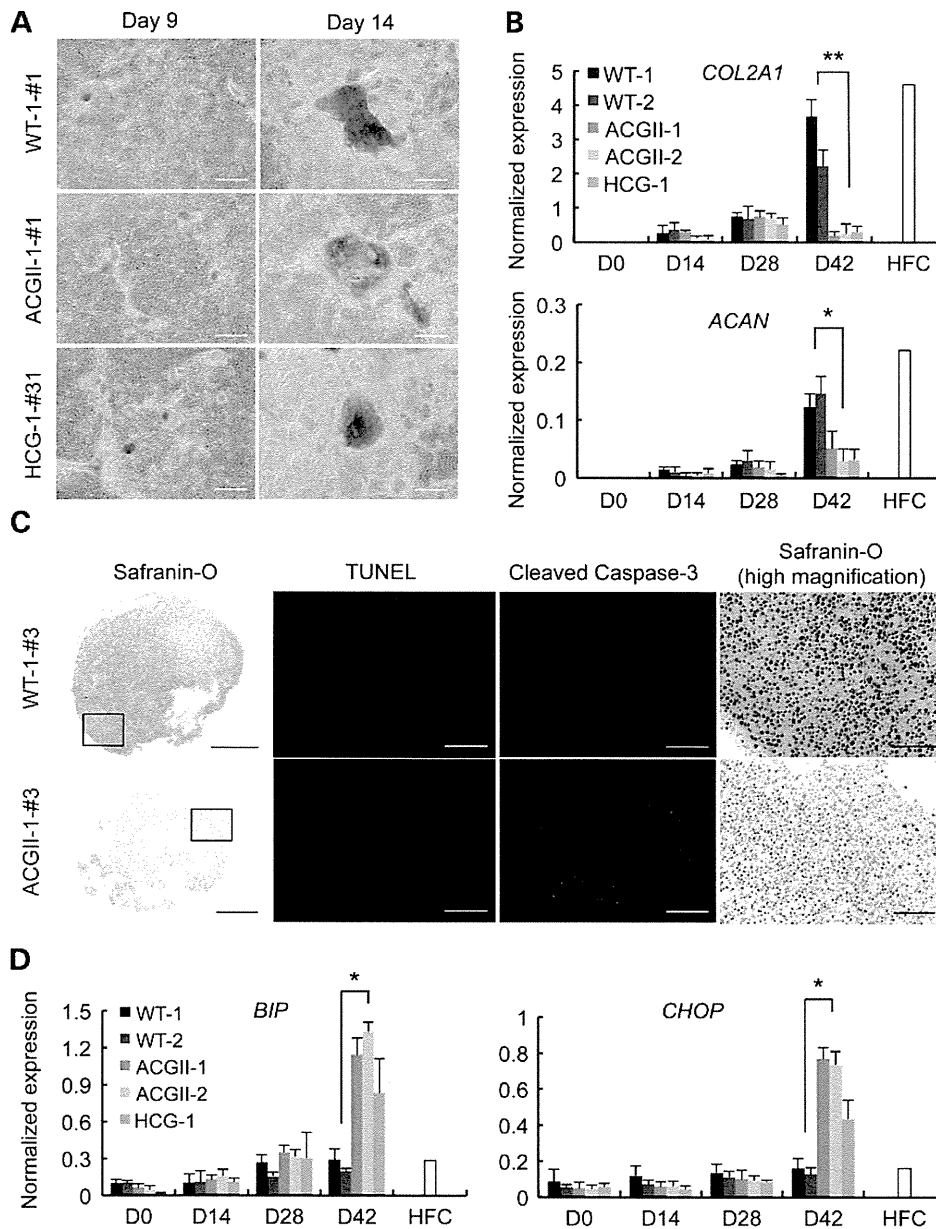 A
Day 9
Day 14
WT-1-#1
ACGII-1-#1
HCG-1-#31
B
**
WT-1
COL2A1
WT-2
ACGII-1
ACGII-2
HCG-1
Normalized expression
5
4
3
2
1
0
D0
D14
D28
D42
HFC
*
ACAN
Normalized expression
0.3
0.2
0.1
0
D0
D14
D28
D42
HFC
C
Safranin-O
TUNEL
Cleaved Caspase-3
Safranin-O
(high magnification)
WT-1-#3
ACGII-1-#3
D
*
WT-1
BIP
WT-2
ACGII-1
ACGII-2
HCG-1
Normalized expression
1.5
1.2
0.9
0.6
0.3
0
D0
D14
D28
D42
HFC
*
CHOP
1
0.8
0.6
0.4
0.2
0
D0
D14
D28
D42
HFC